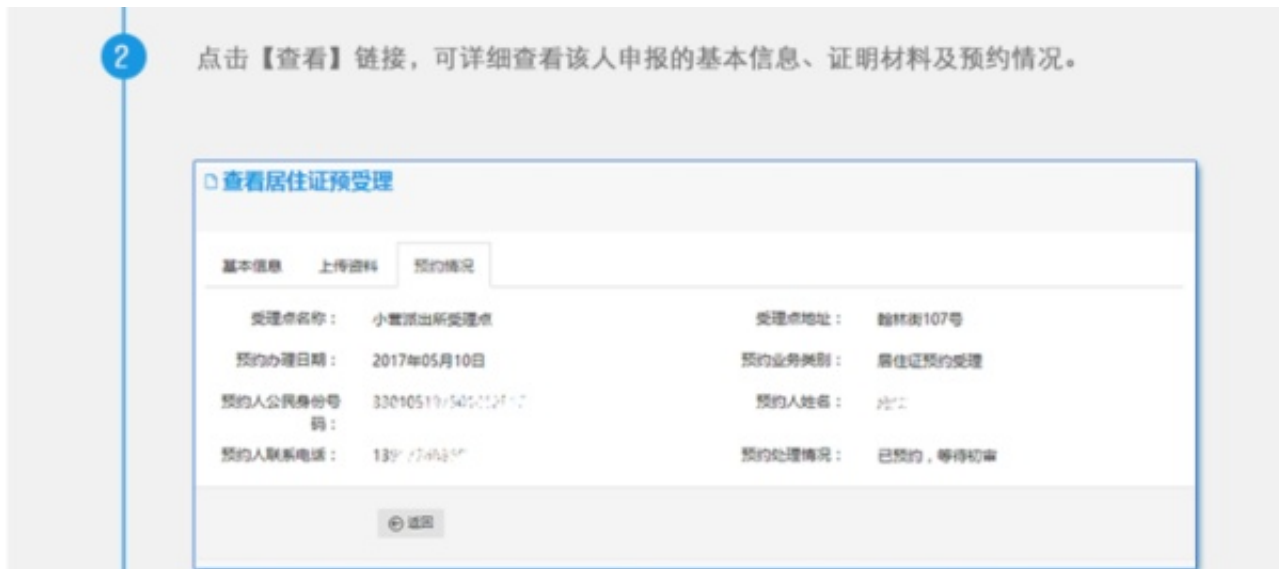 2
点击【查看】链接，可详细查看该人申报的基本信息、证明材料及预约情况。
查看居住证预受理
基本信息 上传资料 预约情况
受理点名称： 小营派出所受理点 受理点地址： 翰林街107号
预约办理日期： 2017年05月10日 预约业务类别： 居住证预约受理
预约人公民身份号码： 预约人姓名：
预约人联系电话： 预约处理情况： 已预约，等待初审
返回